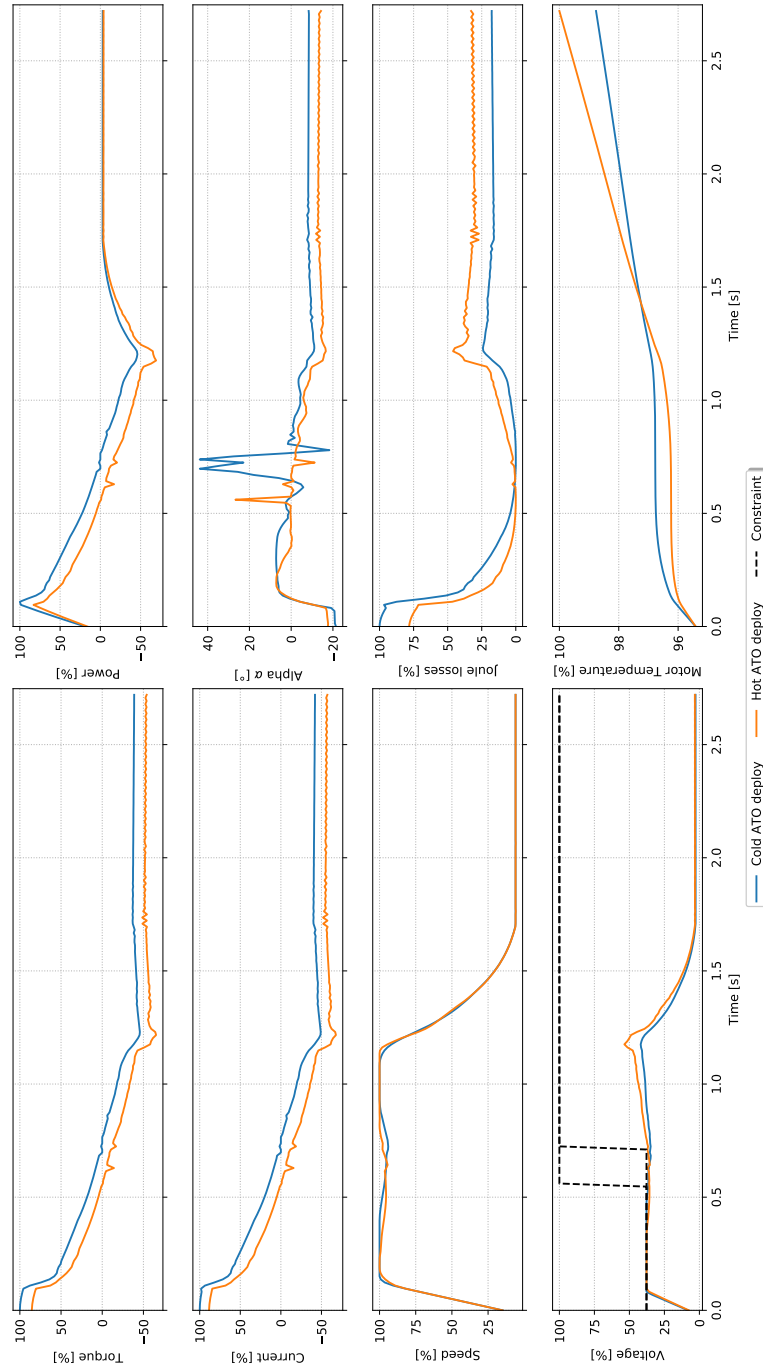 Torque [%]
100
50
0
−50
Power [%]
100
50
0
−50
Current [%]
100
50
0
−50
Alpha α [°]
40
20
0
−20
Speed [%]
100
75
50
25
Joule losses [%]
100
75
50
25
0
Voltage [%]
100
75
50
25
0
0.0 0.5 1.0 1.5 2.0 2.5
Time [s]
Motor Temperature [%]
100
98
96
0.0 0.5 1.0 1.5 2.0 2.5
Time [s]
Cold ATO deploy
Hot ATO deploy
Constraint